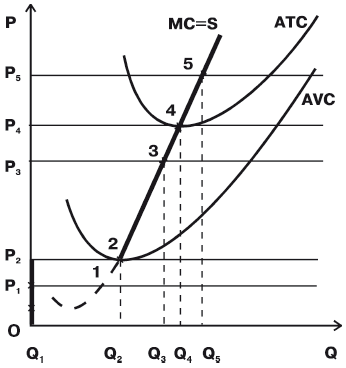 P
MC=S
ATC
5
P₅
AVC
4
P₄
3
P₃
2
P₂
1
P₁
O
Q₁ Q₂ Q₃ Q₄ Q₅ Q